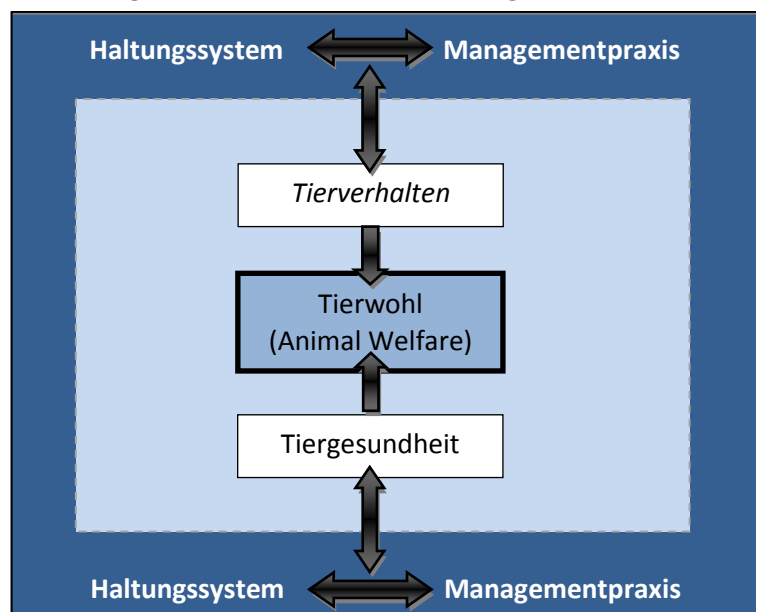 Haltungssystem Managementpraxis
Tierverhalten
Tierwohl
(Animal Welfare)
Tiergesundheit
Haltungssystem Managementpraxis